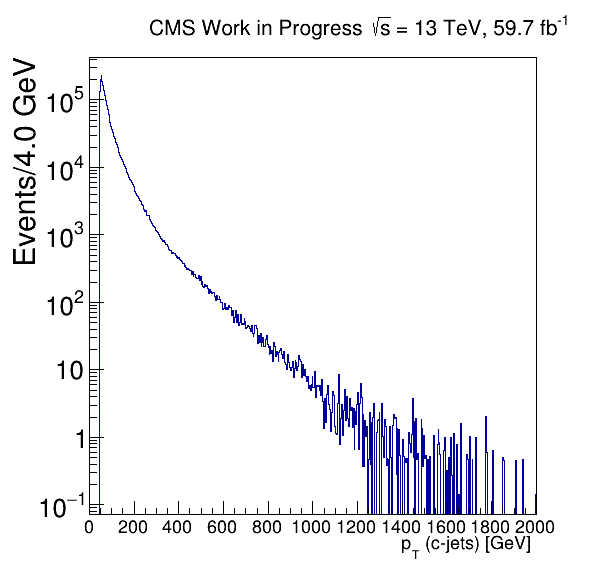 CMS Work in Progress √s = 13 TeV, 59.7 fb⁻¹
Events/4.0 GeV
10⁵
10⁴
10³
10²
10
1
10⁻¹
0 200 400 600 800 1000 1200 1400 1600 1800 2000
p_T (c-jets) [GeV]